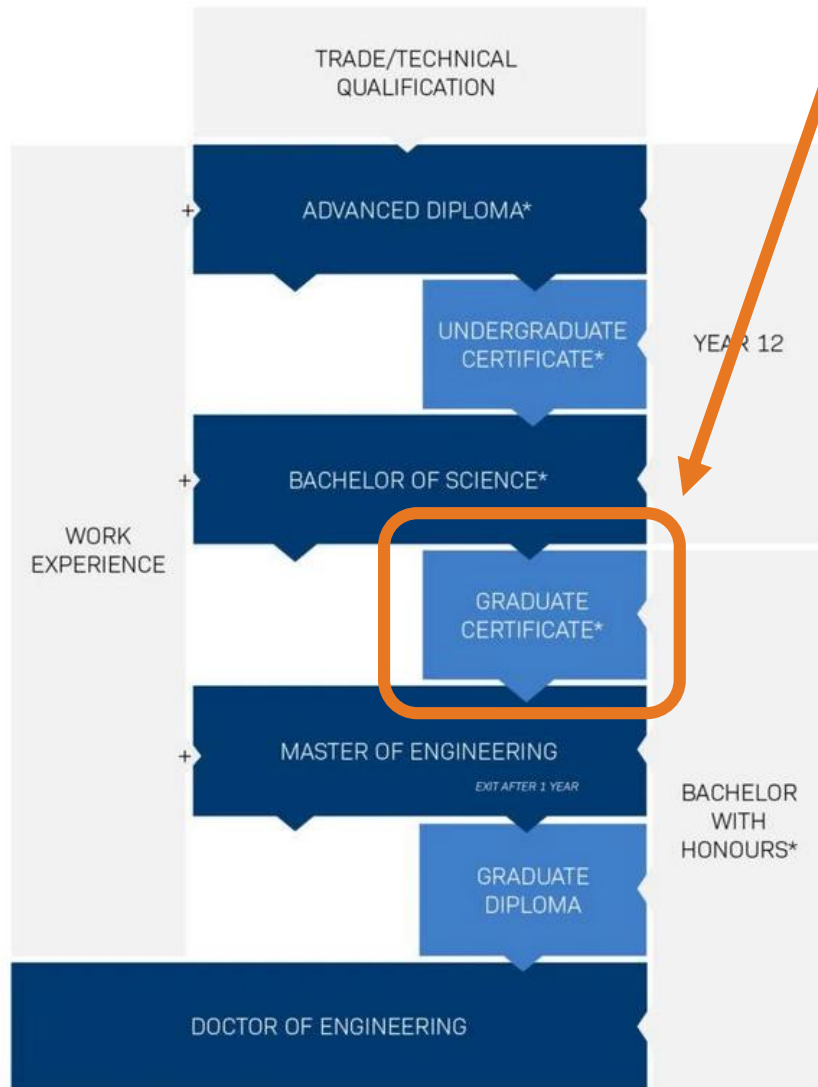 TRADE/TECHNICAL
QUALIFICATION
+
ADVANCED DIPLOMA*
UNDERGRADUATE
CERTIFICATE*
YEAR 12
+
BACHELOR OF SCIENCE*
WORK
EXPERIENCE
GRADUATE
CERTIFICATE*
+
MASTER OF ENGINEERING
EXIT AFTER 1 YEAR
BACHELOR
WITH
HONOURS*
GRADUATE
DIPLOMA
DOCTOR OF ENGINEERING